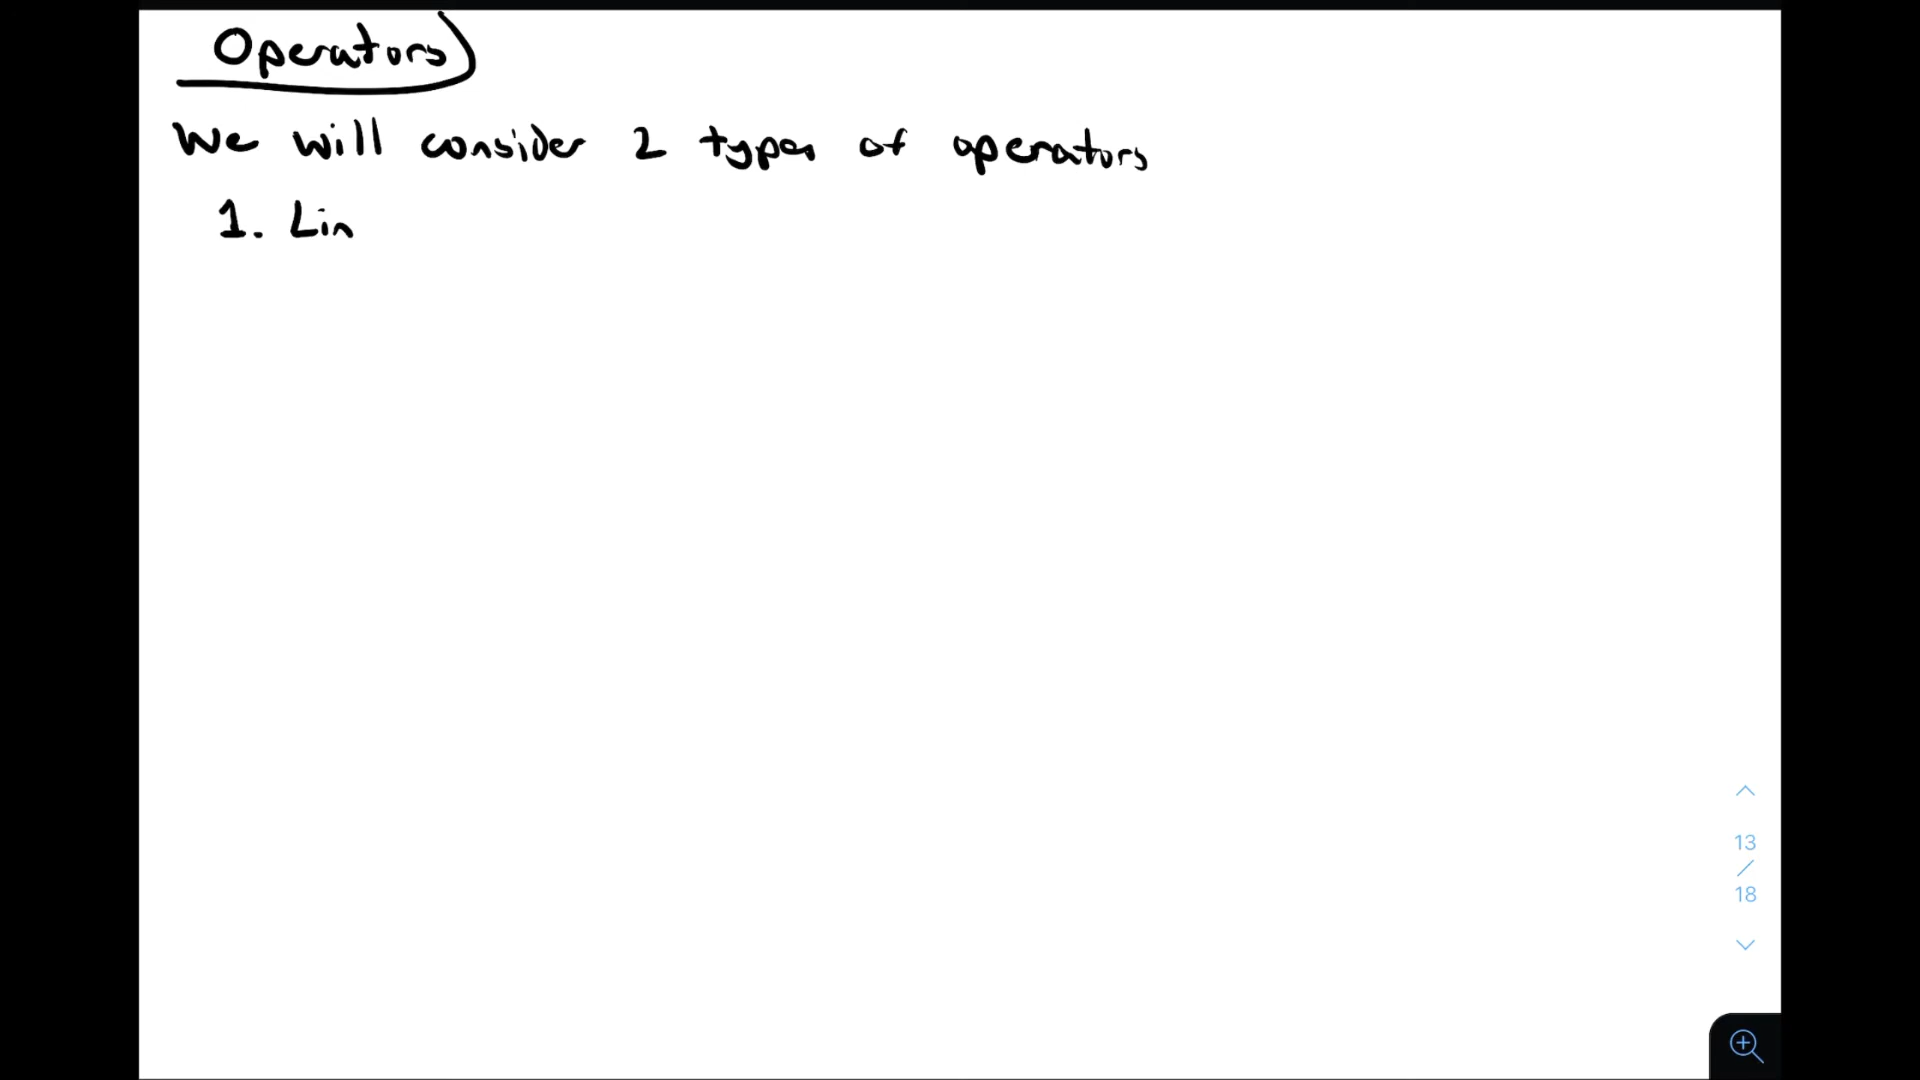 Operators
We will consider 2 types of operators
1. Lin
13
/
18